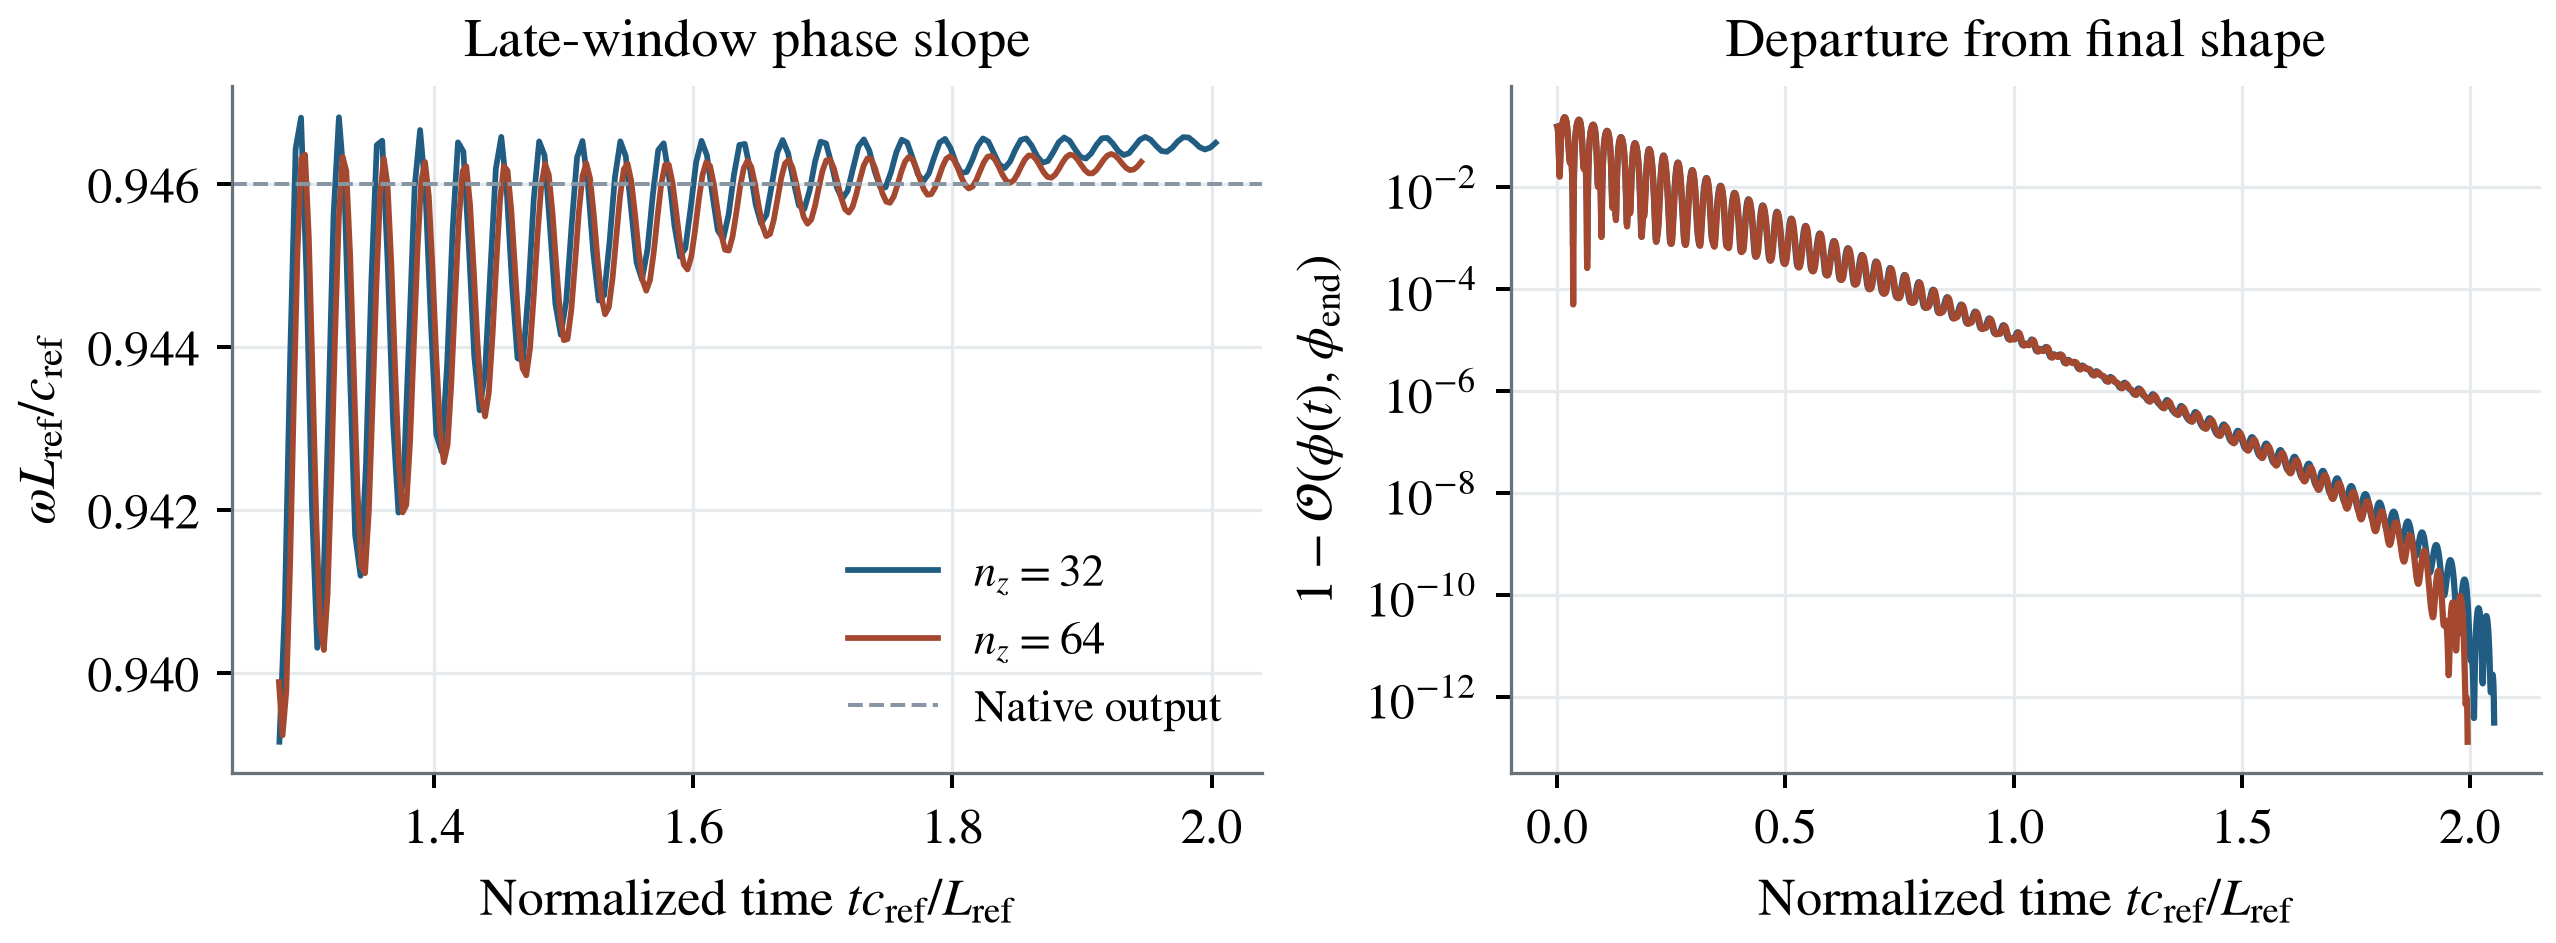 Late-window phase slope
ωL_ref/c_ref
0.946
0.944
0.942
0.940
n_z = 32
n_z = 64
Native output
1.4 1.6 1.8 2.0
Normalized time tc_ref/L_ref
Departure from final shape
1 − 𝒪(ϕ(t), ϕ_end)
10⁻²
10⁻⁴
10⁻⁶
10⁻⁸
10⁻¹⁰
10⁻¹²
0.0 0.5 1.0 1.5 2.0
Normalized time tc_ref/L_ref